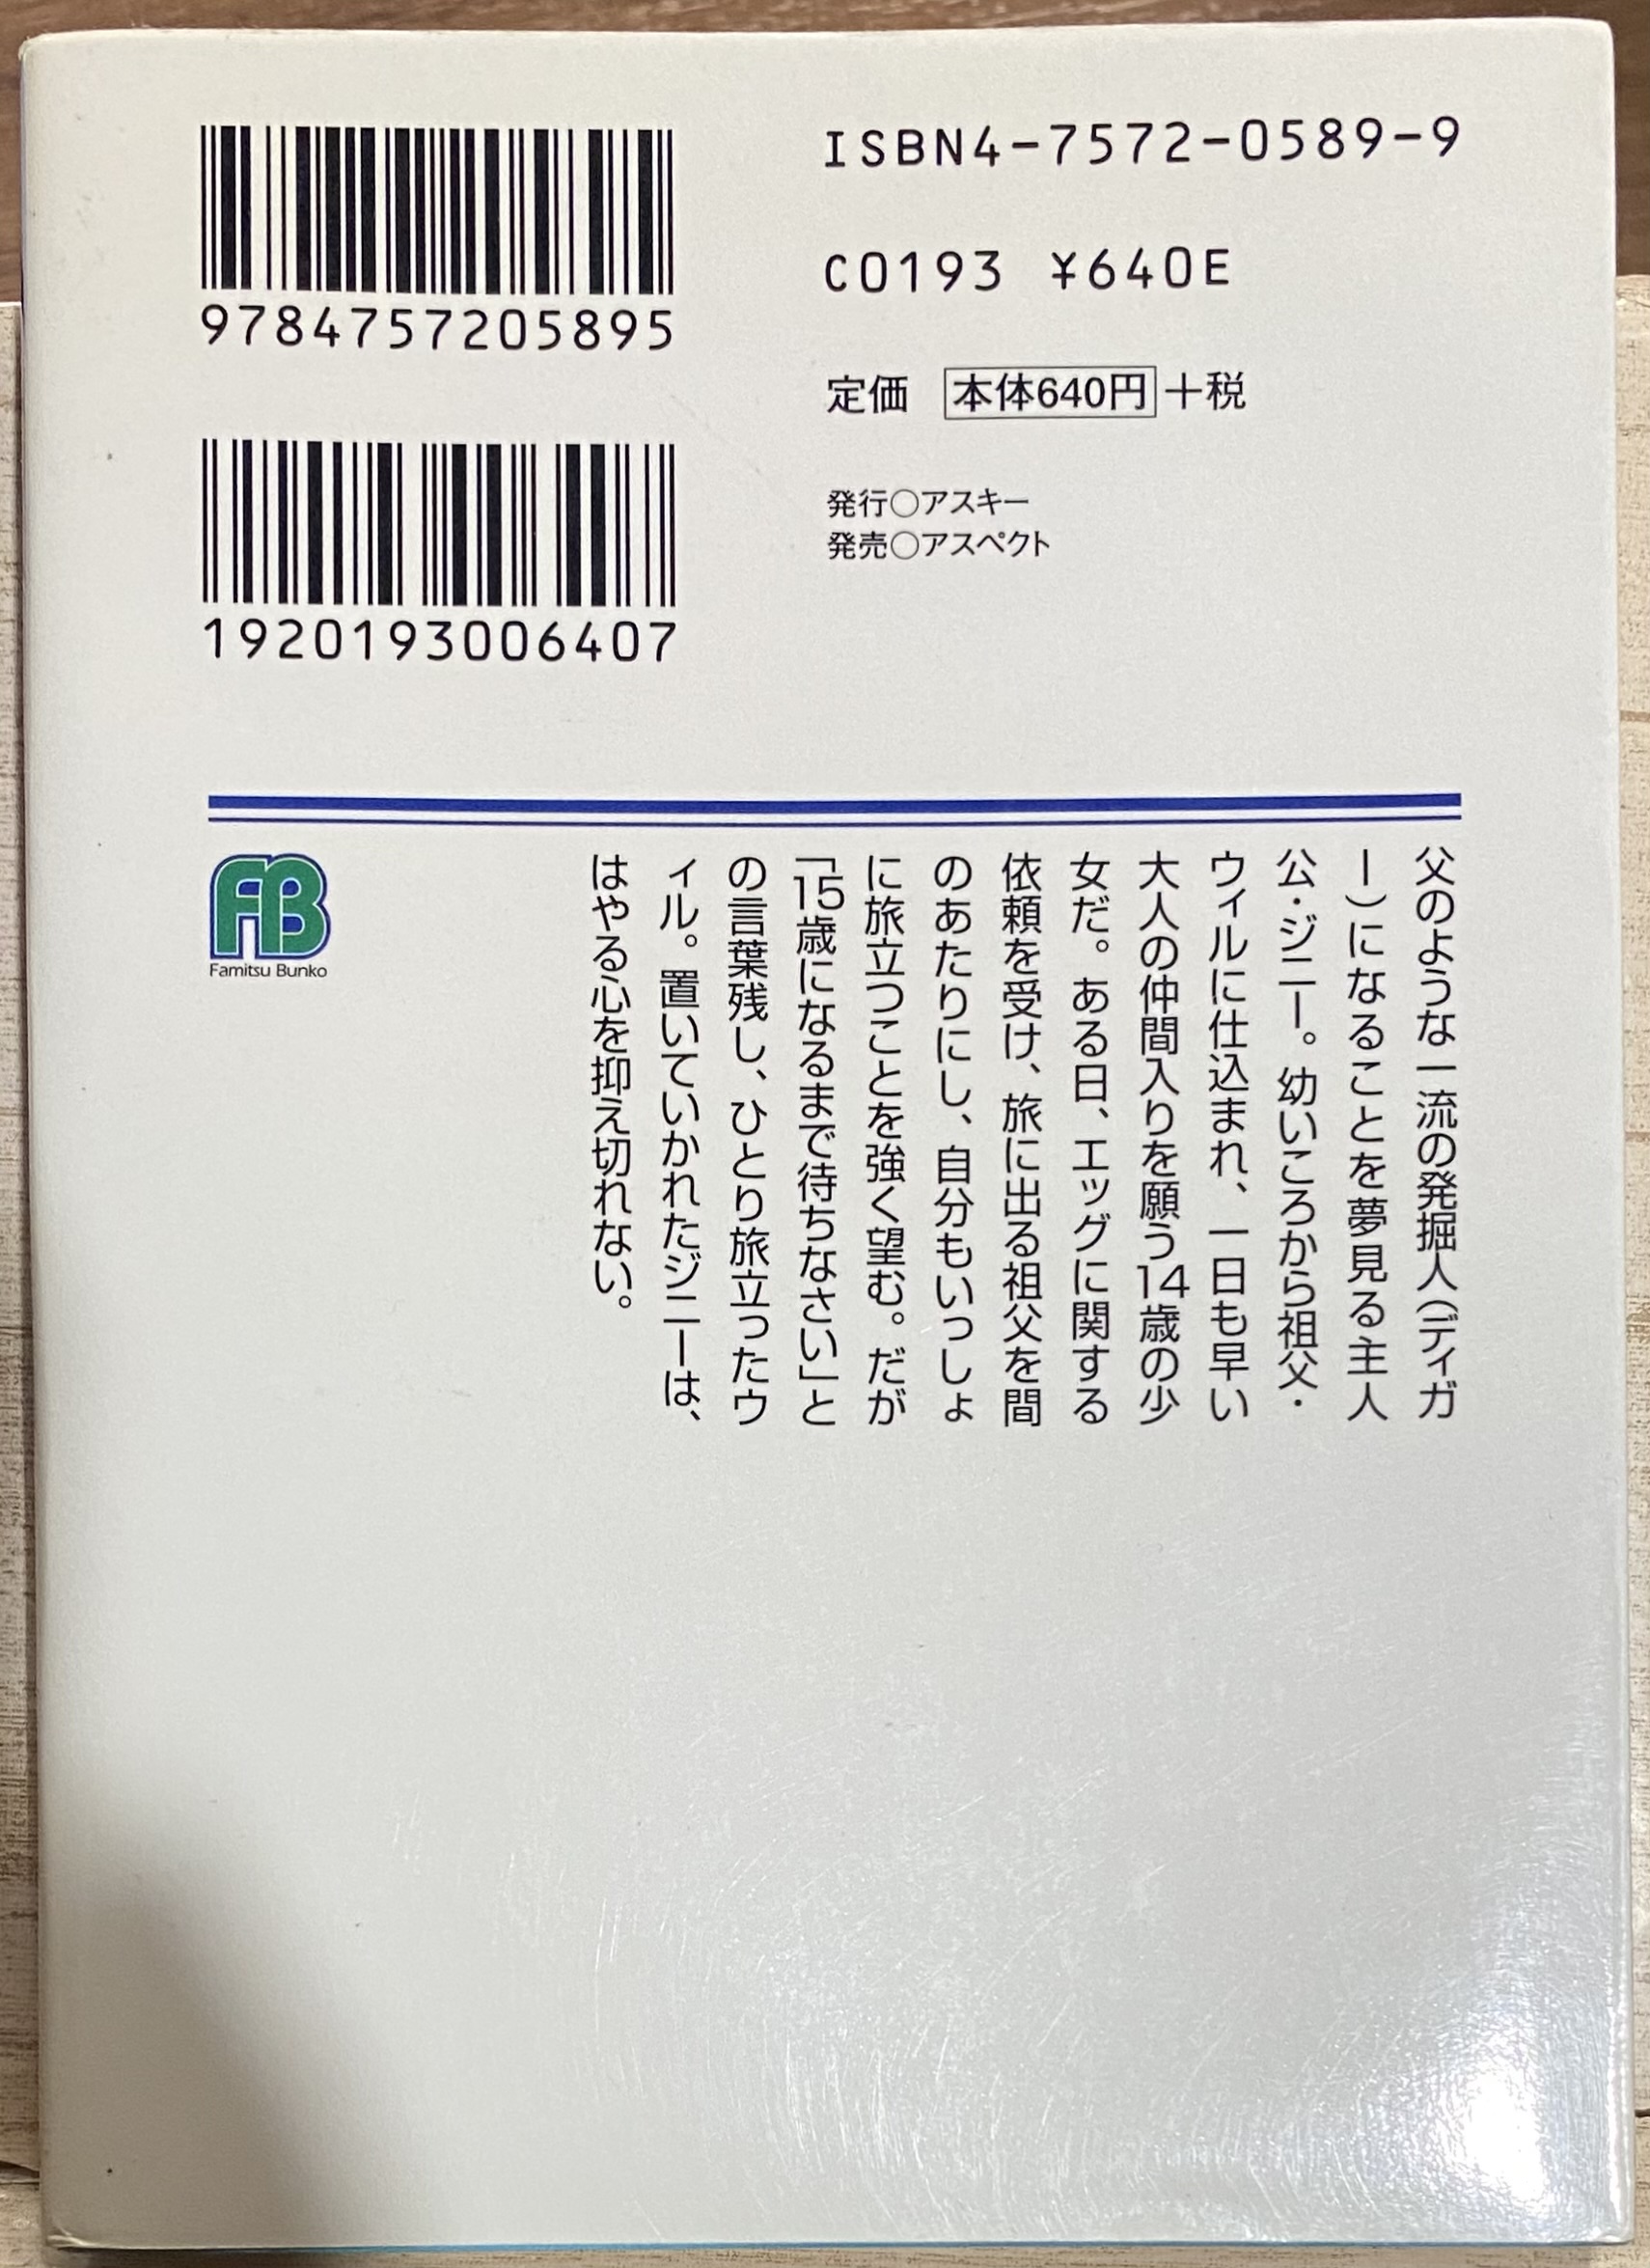 9784757205895
1920193006407
ISBN4-7572-0589-9
C0193 ¥640E
定価 本体640円+税
発行○アスキー
発売○アスペクト
父のような一流の発掘人（ディガ
ー）になることを夢見る主人
公・ジニー。幼いころから祖父・
ウィルに仕込まれ、一日も早い
大人の仲間入りを願う14歳の少
女だ。ある日、エッグに関する
依頼を受け、旅に出る祖父を間
のあたりにし、自分もいっしょ
に旅立つことを強く望む。だが
「15歳になるまで待ちなさい」と
の言葉残し、ひとり旅立ったウ
ィル。置いていかれたジニーは、
はやる心を抑え切れない。
FB
Famitsu Bunko